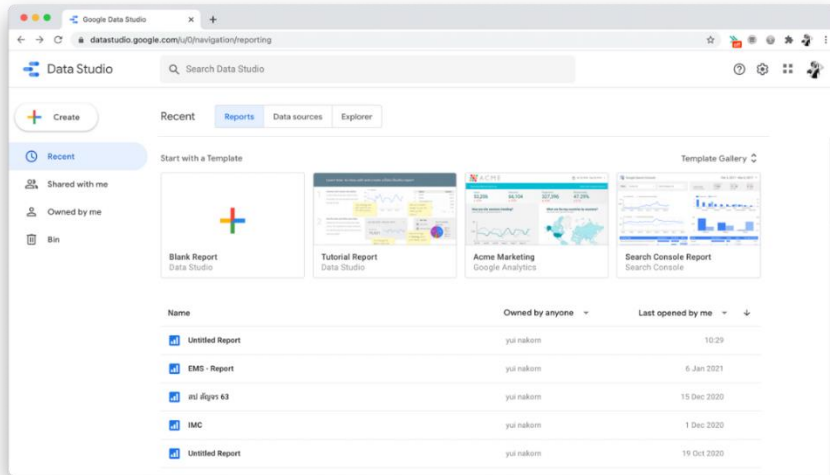 Google Data Studio
datastudio.google.com/u/0/navigation/reporting
Data Studio
Search Data Studio
Create
Recent
Shared with me
Owned by me
Bin
Recent Reports Data sources Explorer
Start with a Template Template Gallery
ACME
Blank Report
Data Studio
Tutorial Report
Data Studio
Acme Marketing
Google Analytics
Search Console Report
Search Console
Name Owned by anyone Last opened by me
Untitled Report yui nakorn 10:29
EMS - Report yui nakorn 6 Jan 2021
สป สัญจร 63 yui nakorn 15 Dec 2020
IMC yui nakorn 1 Dec 2020
Untitled Report yui nakorn 19 Oct 2020